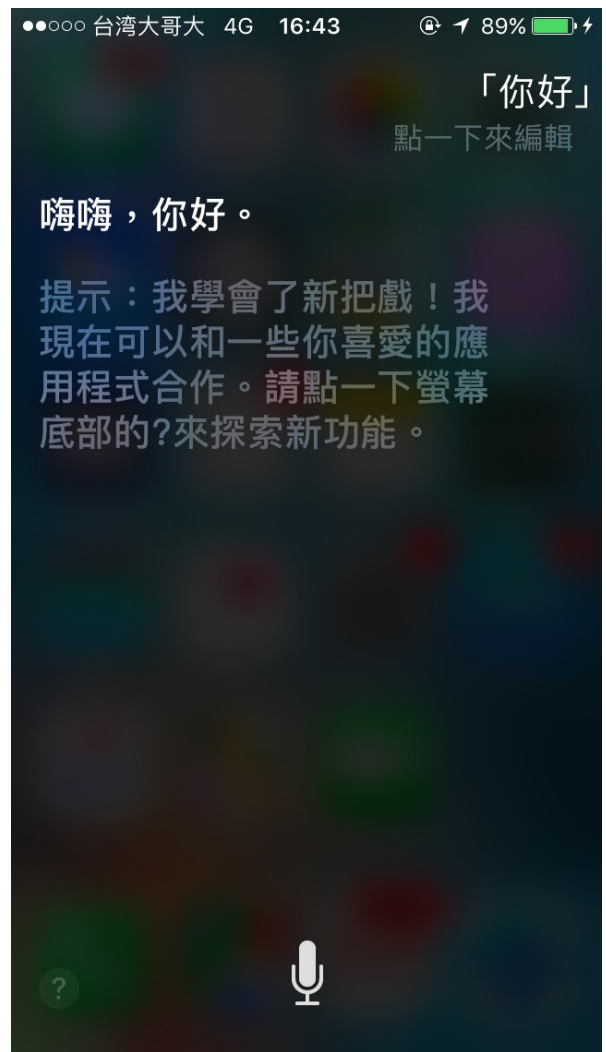 ●●○○○ 台湾大哥大 4G 16:43 89%
「你好」
點一下來編輯
嗨嗨，你好。
提示：我學會了新把戲！我
現在可以和一些你喜愛的應
用程式合作。請點一下螢幕
底部的?來探索新功能。
?